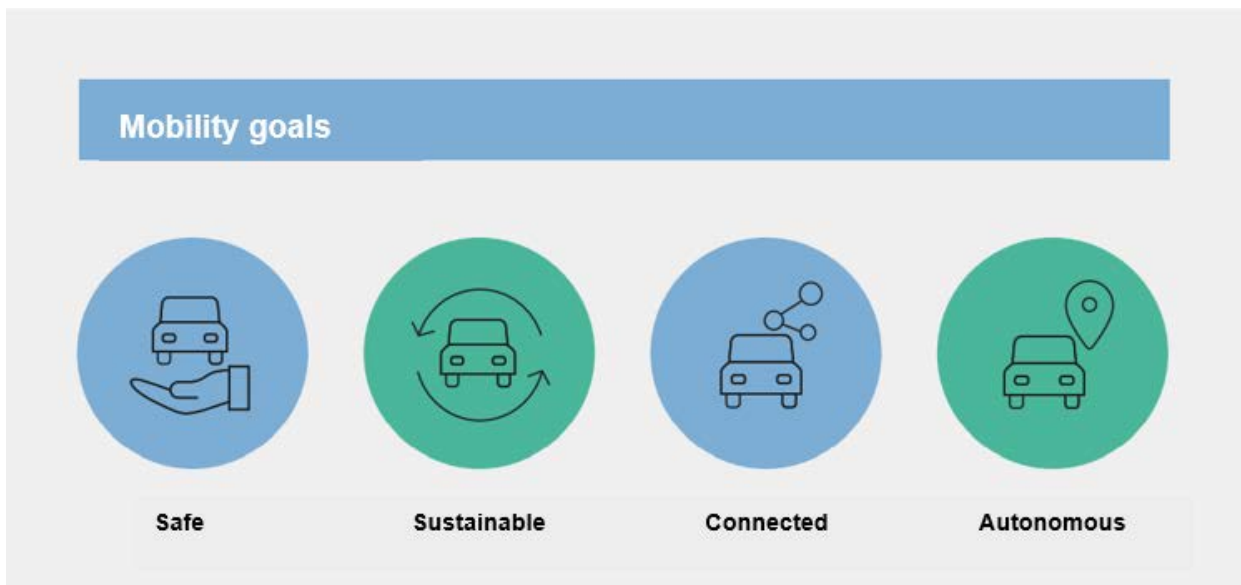 Mobility goals
Safe
Sustainable
Connected
Autonomous